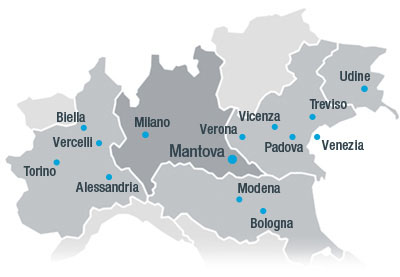 Udine
Treviso
Biella
Milano
Vicenza
Verona
Vercelli
Padova
Venezia
Mantova
Torino
Alessandria
Modena
Bologna